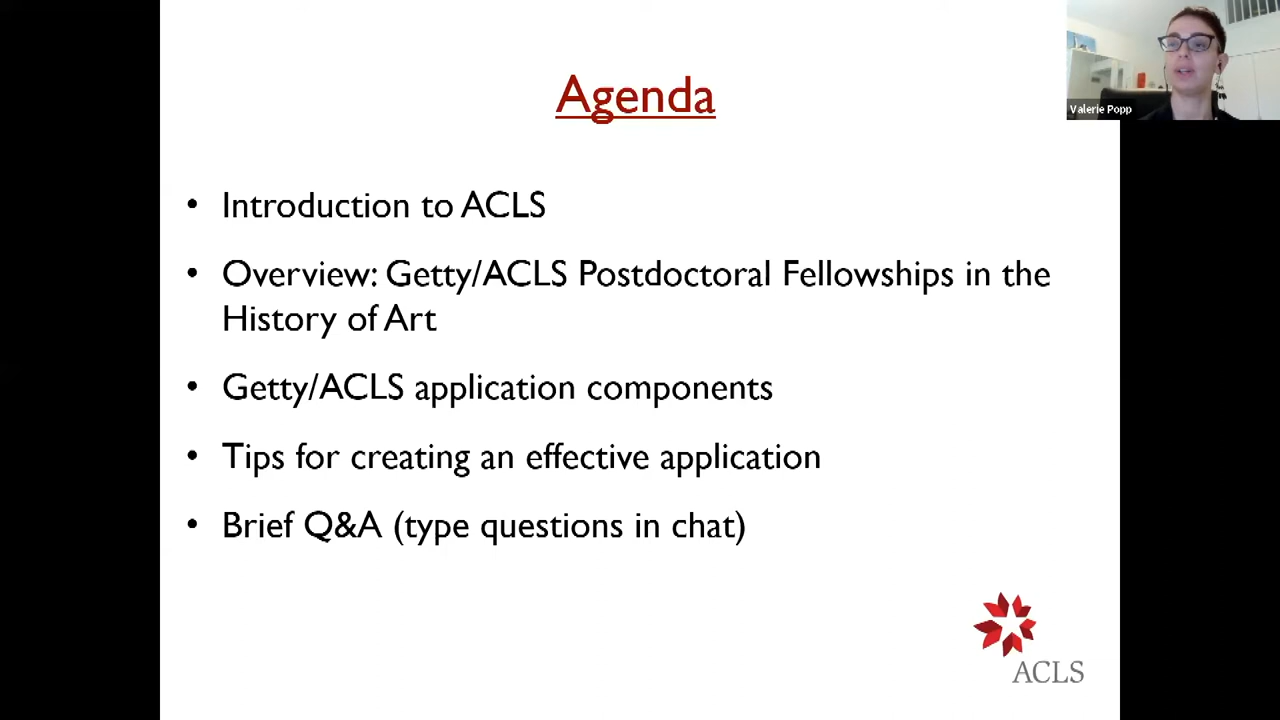 Agenda
• Introduction to ACLS
• Overview: Getty/ACLS Postdoctoral Fellowships in the
History of Art
• Getty/ACLS application components
• Tips for creating an effective application
• Brief Q&A (type questions in chat)
ACLS
Valerie Popp